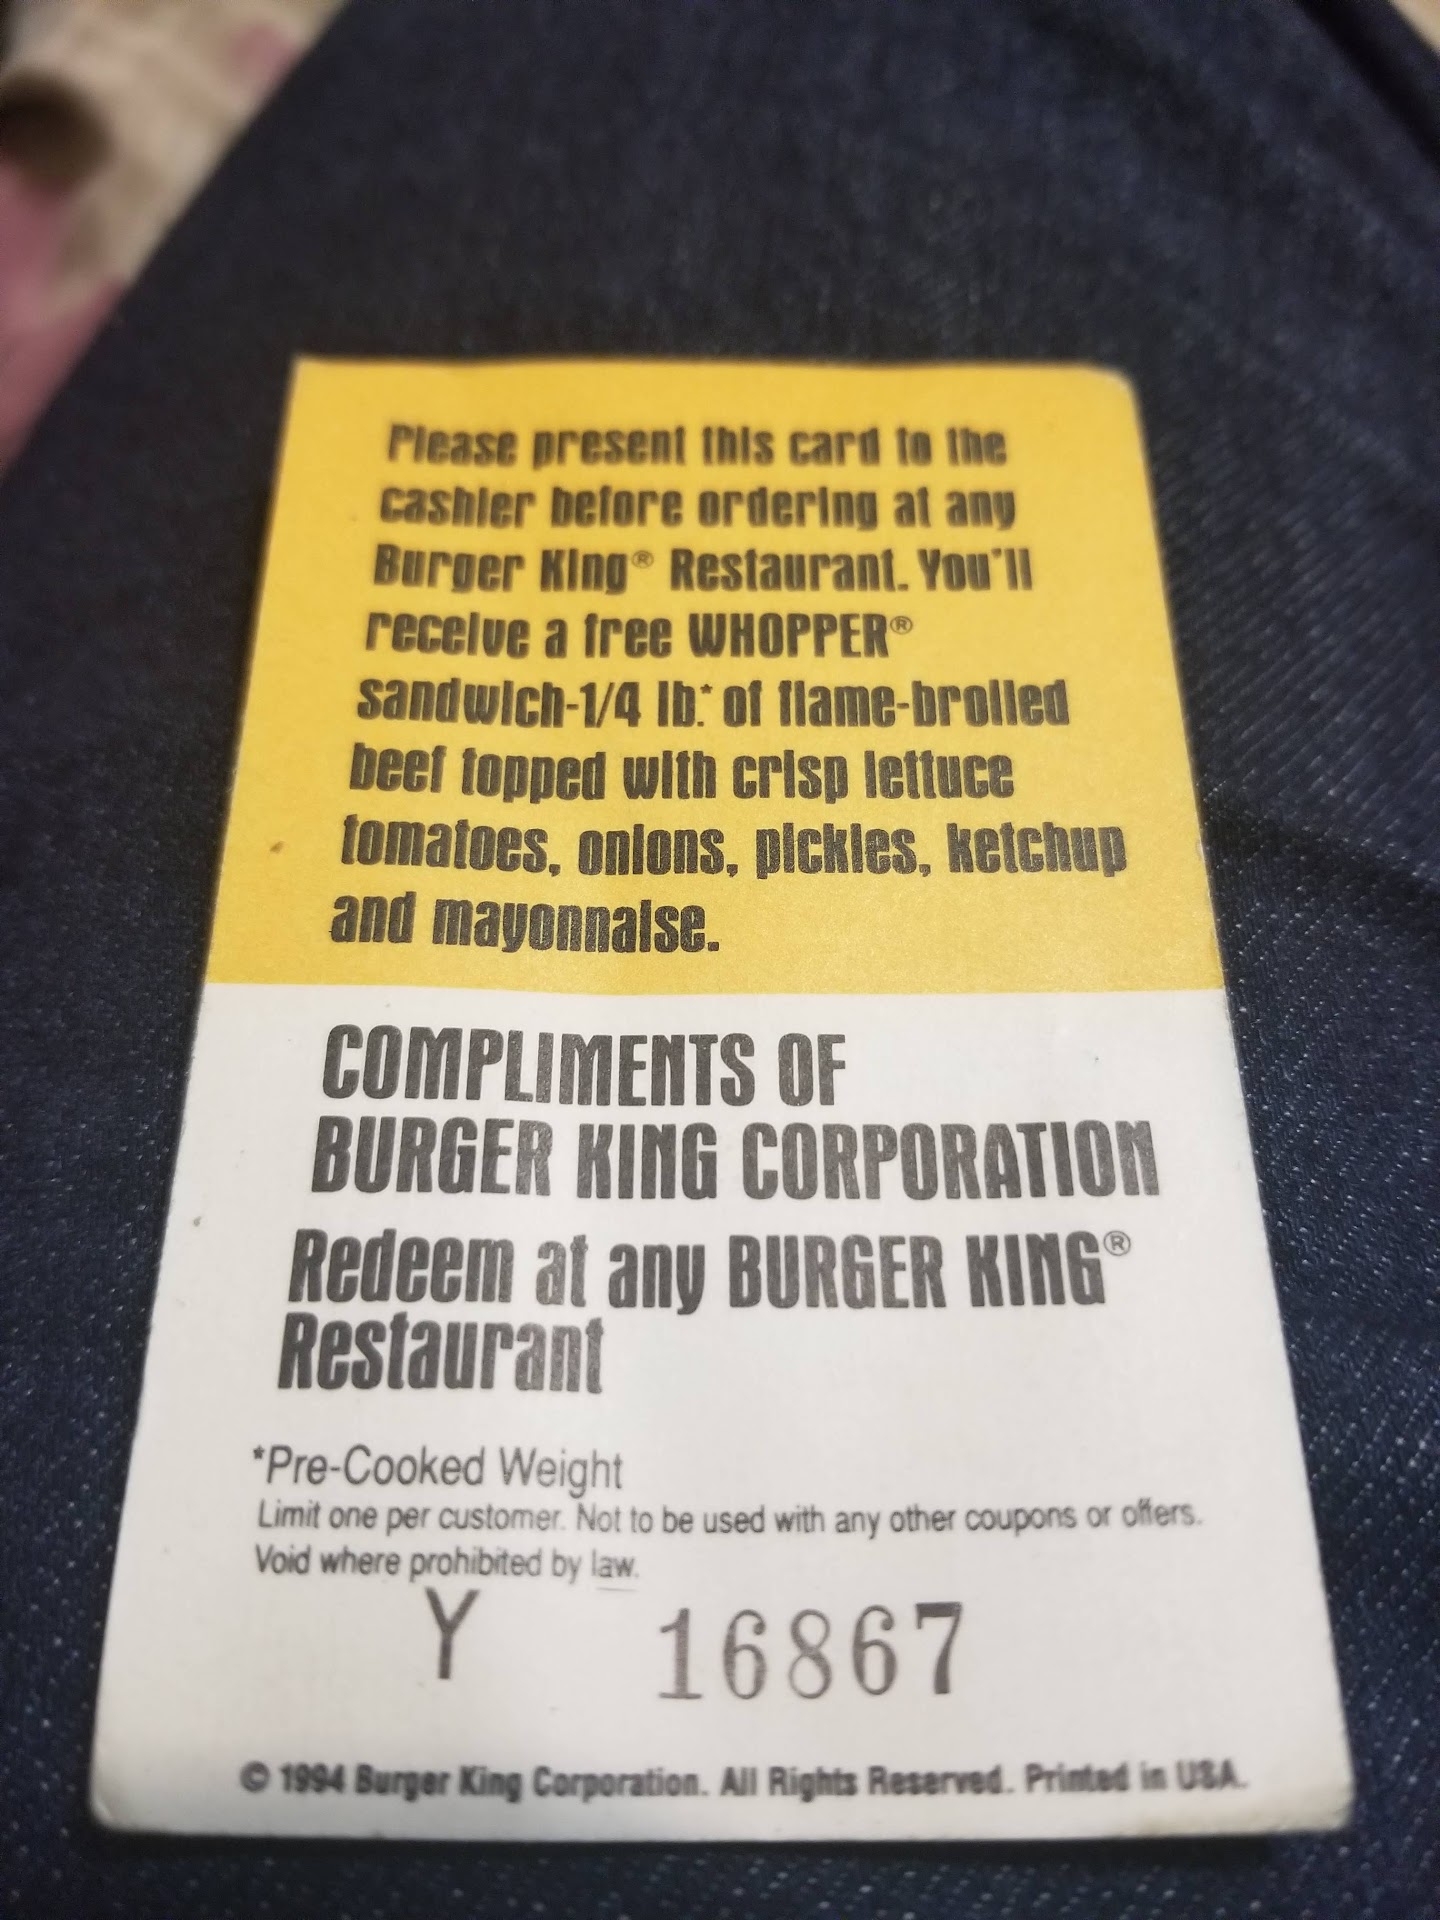 Please present this card to the
cashier before ordering at any
Burger King® Restaurant. You'll
receive a free WHOPPER®
sandwich-1/4 lb.* of flame-broiled
beef topped with crisp lettuce
tomatoes, onions, pickles, ketchup
and mayonnaise.
COMPLIMENTS OF
BURGER KING CORPORATION
Redeem at any BURGER KING®
Restaurant
*Pre-Cooked Weight
Limit one per customer. Not to be used with any other coupons or offers.
Void where prohibited by law.
Y 16867
© 1994 Burger King Corporation. All Rights Reserved. Printed in USA.